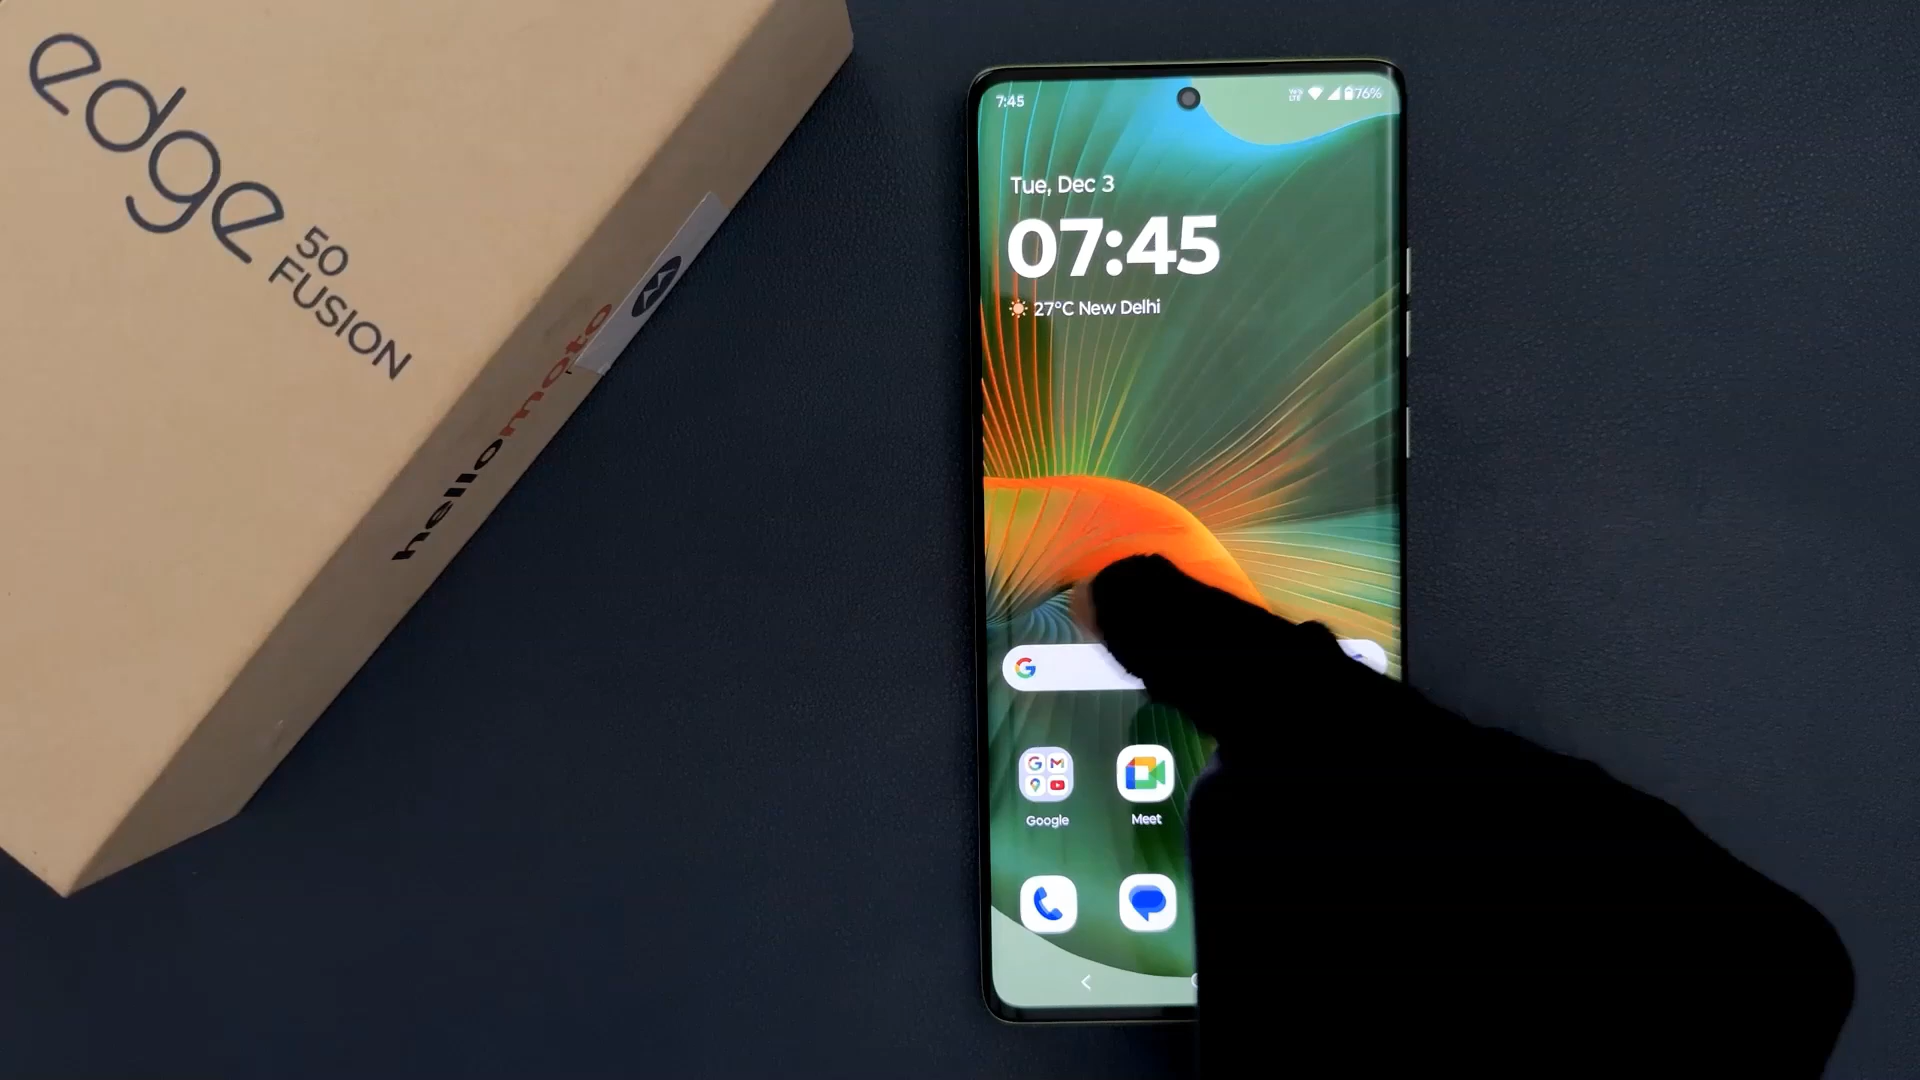 edge
50
FUSION
hellomoto
7:45
76%
Tue, Dec 3
07:45
27°C New Delhi
Google
Meet